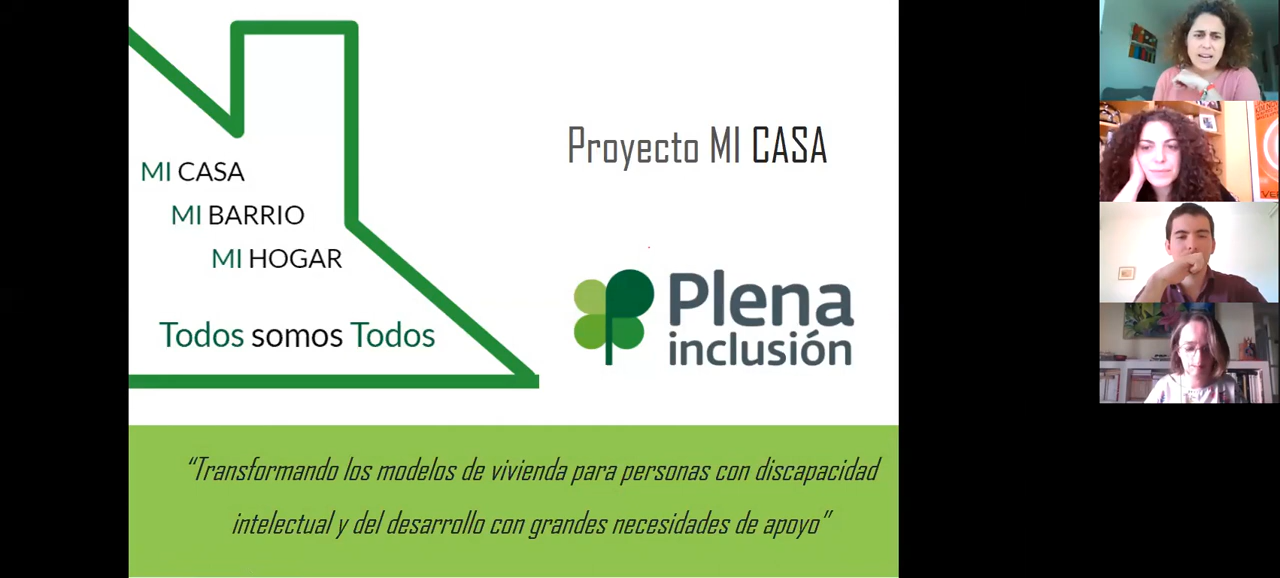 MI CASA
MI BARRIO
MI HOGAR
Todos somos Todos
Proyecto MI CASA
Plena
inclusión
“Transformando los modelos de vivienda para personas con discapacidad
intelectual y del desarrollo con grandes necesidades de apoyo”